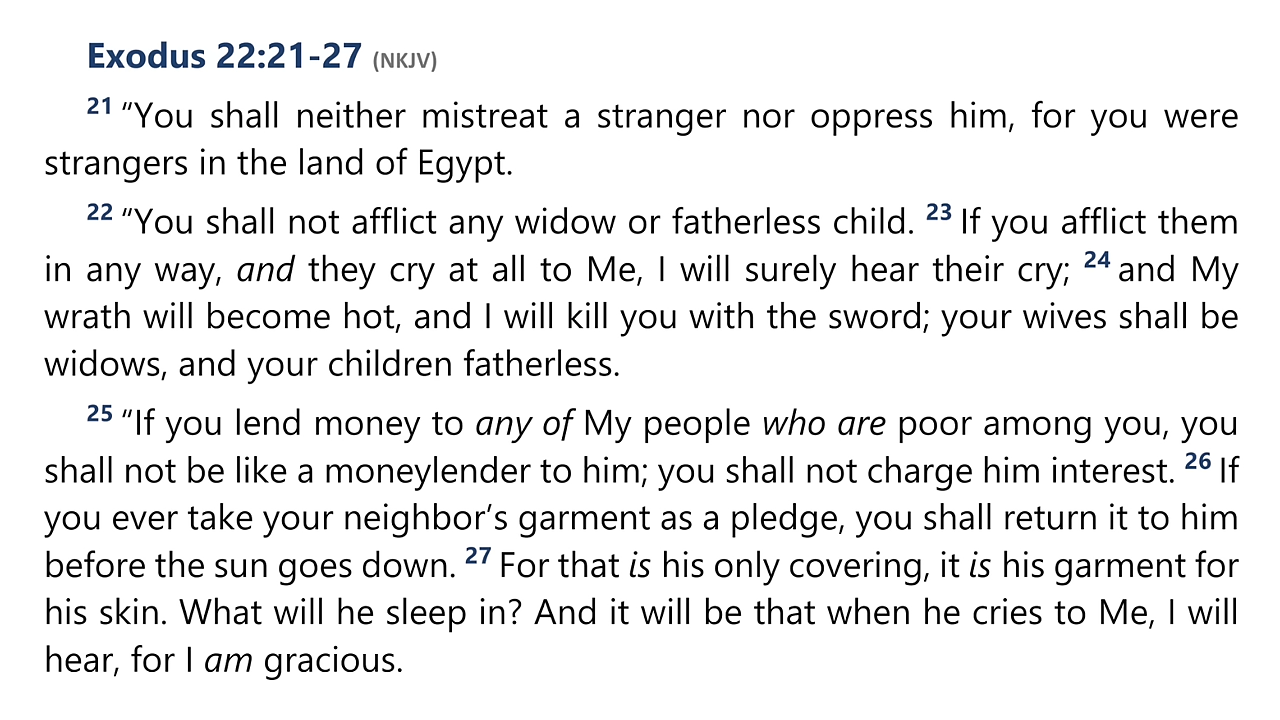 Exodus 22:21-27 (NKJV)
21 “You shall neither mistreat a stranger nor oppress him, for you were
strangers in the land of Egypt.
22 “You shall not afflict any widow or fatherless child. 23 If you afflict them
in any way, and they cry at all to Me, I will surely hear their cry; 24 and My
wrath will become hot, and I will kill you with the sword; your wives shall be
widows, and your children fatherless.
25 “If you lend money to any of My people who are poor among you, you
shall not be like a moneylender to him; you shall not charge him interest. 26 If
you ever take your neighbor’s garment as a pledge, you shall return it to him
before the sun goes down. 27 For that is his only covering, it is his garment for
his skin. What will he sleep in? And it will be that when he cries to Me, I will
hear, for I am gracious.